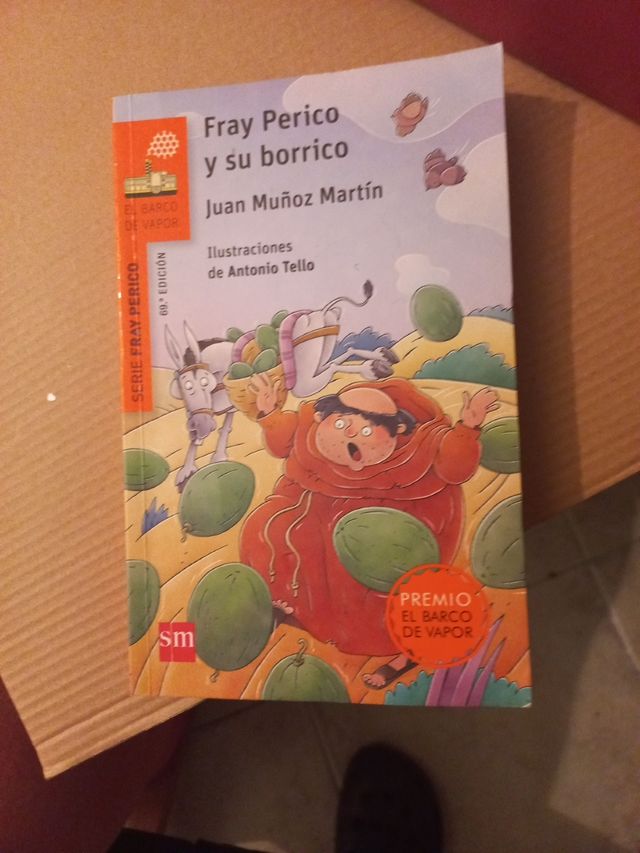 Fray Perico
y su borrico
Juan Muñoz Martín
Ilustraciones
de Antonio Tello
EL BARCO
DE VAPOR
SERIE FRAY PERICO
69.ª EDICIÓN
PREMIO
EL BARCO
DE VAPOR
sm